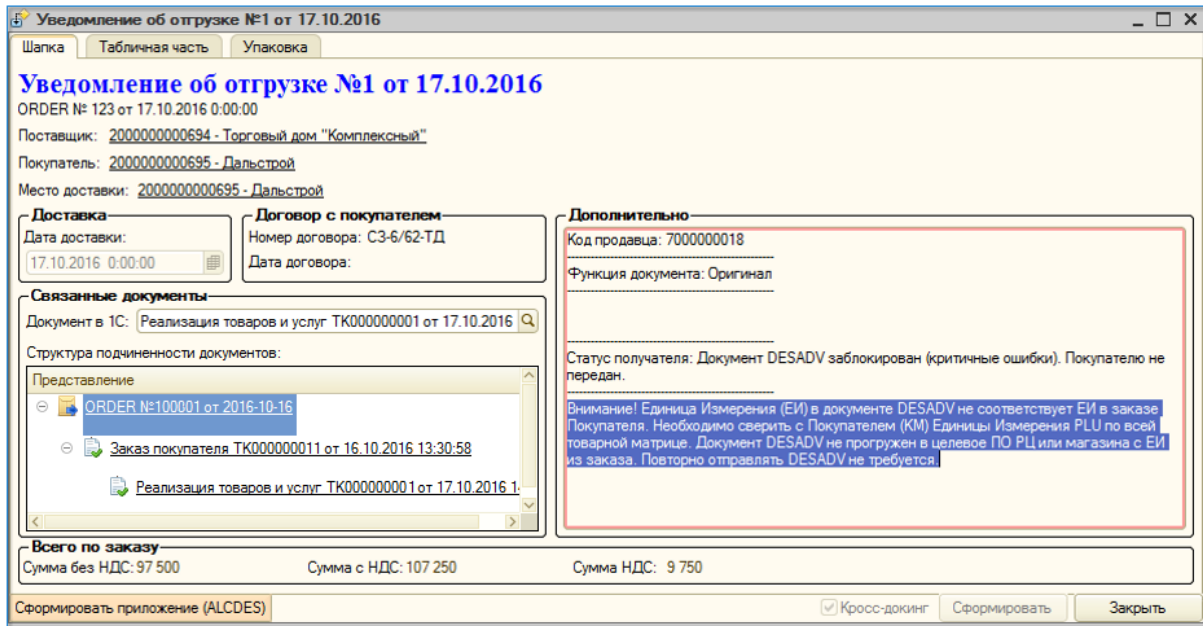 Уведомление об отгрузке №1 от 17.10.2016
Шапка Табличная часть Упаковка
Уведомление об отгрузке №1 от 17.10.2016
ORDER № 123 от 17.10.2016 0:00:00
Поставщик: 2000000000694 - Торговый дом "Комплексный"
Покупатель: 2000000000695 - Дальстрой
Место доставки: 2000000000695 - Дальстрой
Доставка
Дата доставки:
17.10.2016 0:00:00
Договор с покупателем
Номер договора: СЗ-6/62-ТД
Дата договора:
Связанные документы
Документ в 1С: Реализация товаров и услуг ТК000000001 от 17.10.2016
Структура подчиненности документов:
Представление
ORDER №100001 от 2016-10-16
Заказ покупателя ТК000000011 от 16.10.2016 13:30:58
Реализация товаров и услуг ТК000000001 от 17.10.2016 1
Дополнительно
Код продавца: 7000000018
Функция документа: Оригинал
Статус получателя: Документ DESADV заблокирован (критичные ошибки). Покупателю не
передан.
Внимание! Единица Измерения (ЕИ) в документе DESADV не соответствует ЕИ в заказе
Покупателя. Необходимо сверить с Покупателем (КМ) Единицы Измерения PLU по всей
товарной матрице. Документ DESADV не прогружен в целевое ПО РЦ или магазина с ЕИ
из заказа. Повторно отправлять DESADV не требуется.
Всего по заказу
Сумма без НДС: 97 500 Сумма с НДС: 107 250 Сумма НДС: 9 750
Сформировать приложение (ALCDES) Кросс-докинг Сформировать Закрыть